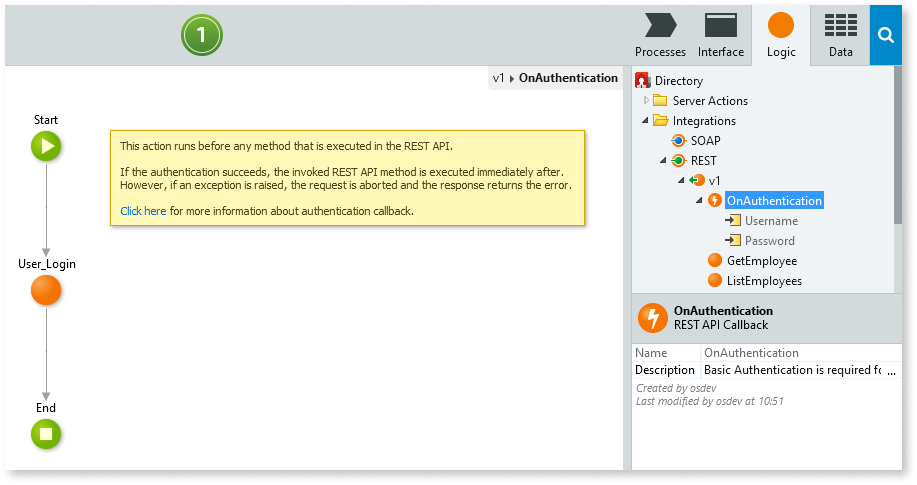 1
Processes
Interface
Logic
Data
v1 ▸ OnAuthentication
Start
This action runs before any method that is executed in the REST API.
If the authentication succeeds, the invoked REST API method is executed immediately after.
However, if an exception is raised, the request is aborted and the response returns the error.
Click here for more information about authentication callback.
User_Login
End
Directory
Server Actions
Integrations
SOAP
REST
v1
OnAuthentication
Username
Password
GetEmployee
ListEmployees
OnAuthentication
REST API Callback
Name OnAuthentication
Description Basic Authentication is required fo ...
Created by osdev
Last modified by osdev at 10:51